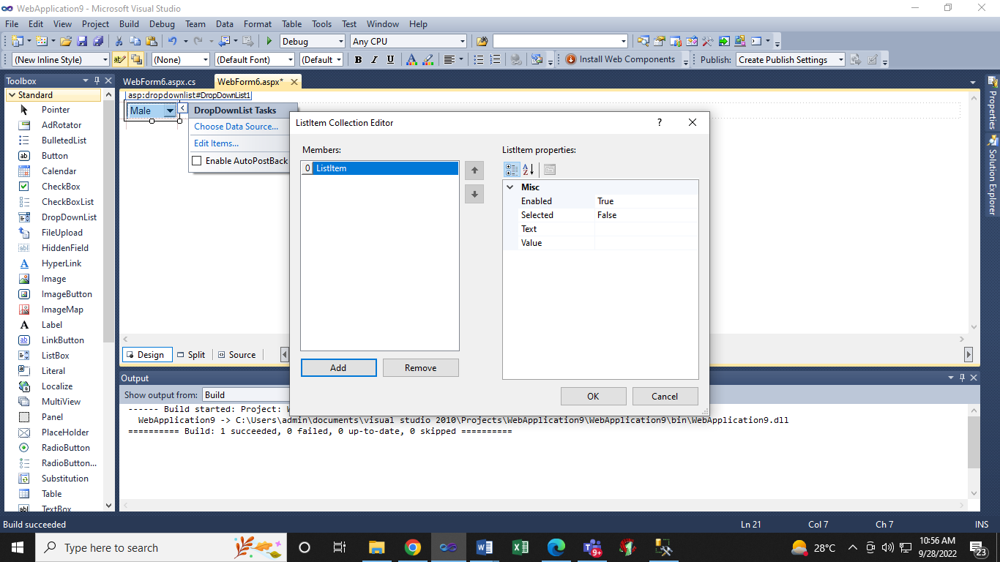 WebApplication9 - Microsoft Visual Studio
File Edit View Project Build Debug Team Data Format Table Tools Test Window Help
Debug Any CPU
(New Inline Style) (None) (Default Font) (Default B I U A Install Web Components Publish: Create Publish Settings
Toolbox
Standard
Pointer
AdRotator
BulletedList
Button
Calendar
CheckBox
CheckBoxList
DropDownList
FileUpload
HiddenField
HyperLink
Image
ImageButton
ImageMap
Label
LinkButton
ListBox
Literal
Localize
MultiView
Panel
PlaceHolder
RadioButton
RadioButton...
Substitution
Table
TextBox
WebForm6.aspx.cs WebForm6.aspx*
asp:dropdownlist#DropDownList1
Male
DropDownList Tasks
Choose Data Source...
Edit Items...
Enable AutoPostBack
ListItem Collection Editor ?
Members:
0 ListItem
Add Remove
ListItem properties:
Misc
Enabled True
Selected False
Text
Value
OK Cancel
Properties
Solution Explorer
Design Split Source
Output
Show output from: Build
------ Build started: Project:
WebApplication9 -> C:\Users\admin\documents\visual studio 2010\Projects\WebApplication9\WebApplication9\bin\WebApplication9.dll
========== Build: 1 succeeded, 0 failed, 0 up-to-date, 0 skipped ==========
Build succeeded Ln 21 Col 7 Ch 7 INS
Type here to search
9+
28°C
10:56 AM
9/28/2022
23